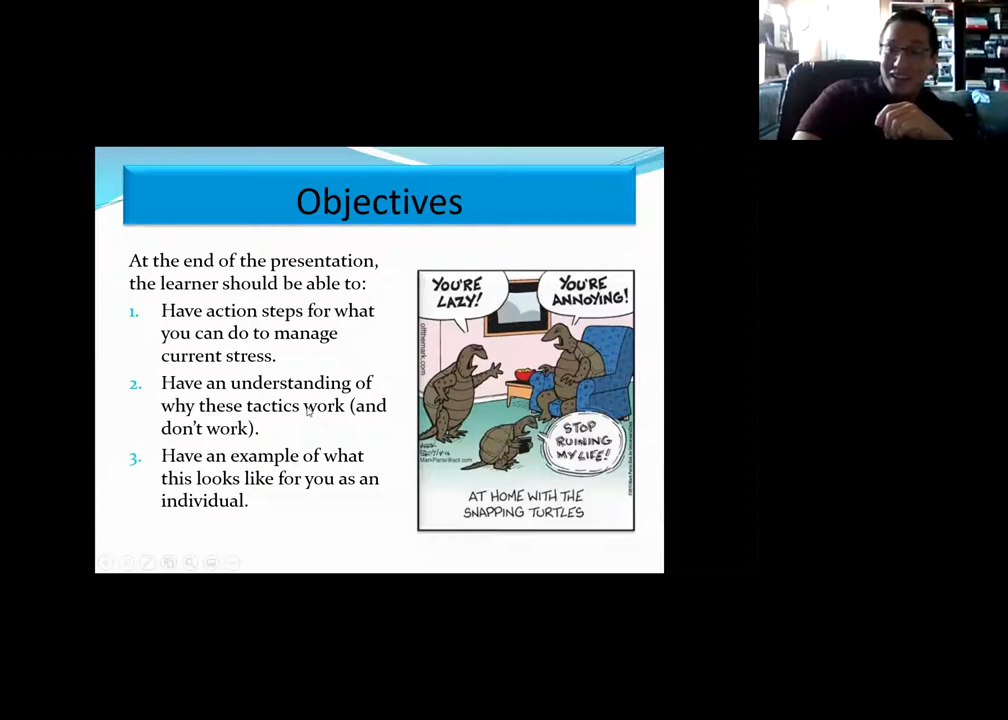 Objectives
At the end of the presentation,
the learner should be able to:
1. Have action steps for what
you can do to manage
current stress.
2. Have an understanding of
why these tactics work (and
don't work).
3. Have an example of what
this looks like for you as an
individual.
YOU'RE
LAZY!
YOU'RE
ANNOYING!
offthemark.com
STOP
RUINING
MY LIFE!
AT HOME WITH THE
SNAPPING TURTLES